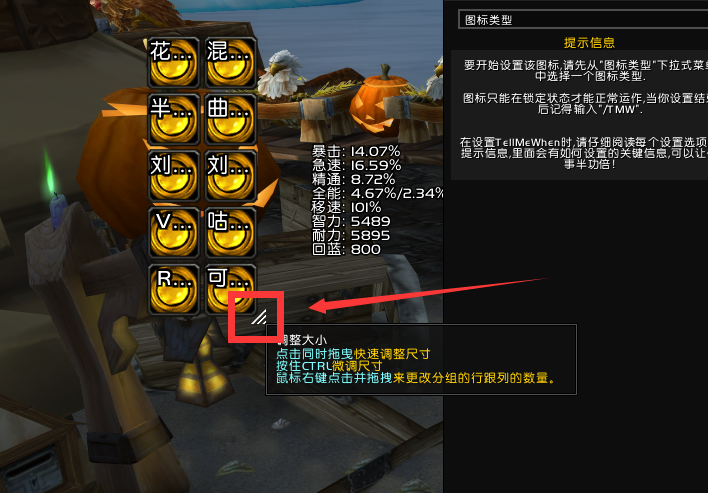 花... 混...
半... 曲...
刘... 刘...
V... 咕...
R... 可...
暴击: 14.07%
急速: 16.59%
精通: 8.72%
全能: 4.67%/2.34%
移速: 101%
智力: 5489
耐力: 5895
回蓝: 800
调整大小
点击同时拖曳快速调整尺寸
按住CTRL微调尺寸
鼠标右键点击并拖拽来更改分组的行跟列的数量。
图标类型
提示信息
要开始设置该图标,请先从"图标类型"下拉式菜单
中选择一个图标类型.
图标只能在锁定状态才能正常运作,当你设置结束
后记得输入"/TMW".
在设置TellMeWhen时,请仔细阅读每个设置选项
提示信息,里面会有如何设置的关键信息,可以让
事半功倍!